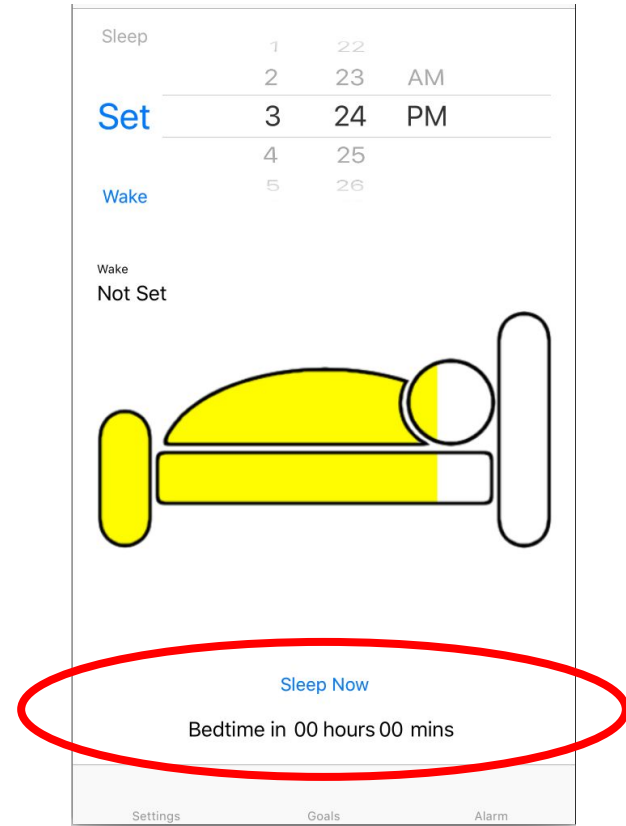 Sleep
1 22
2 23 AM
Set 3 24 PM
4 25
Wake 5 26
Wake
Not Set
Sleep Now
Bedtime in 00 hours 00 mins
Settings Goals Alarm